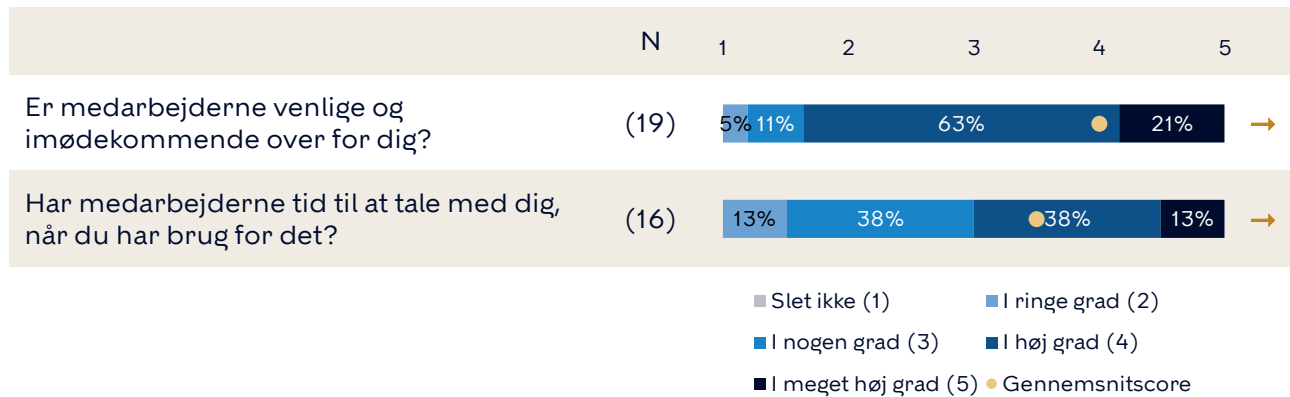 N 1 2 3 4 5
Er medarbejderne venlige og
imødekommende over for dig?
(19) 5% 11% 63% 21% →
Har medarbejderne tid til at tale med dig,
når du har brug for det?
(16) 13% 38% 38% 13% →
Slet ikke (1) I ringe grad (2)
I nogen grad (3) I høj grad (4)
I meget høj grad (5) Gennemsnitscore